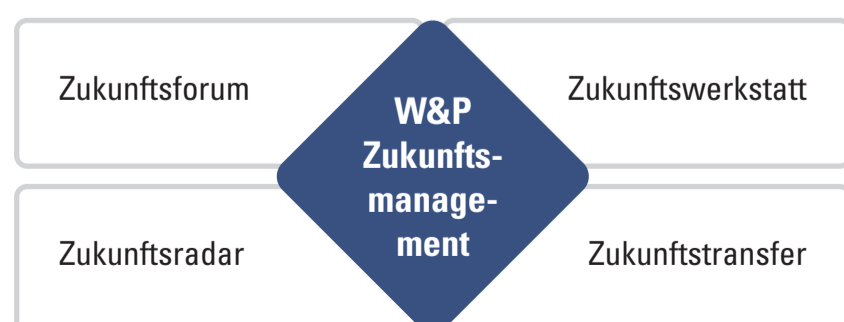 Zukunftsforum
Zukunftswerkstatt
W&P
Zukunfts-
manage-
ment
Zukunftsradar
Zukunftstransfer